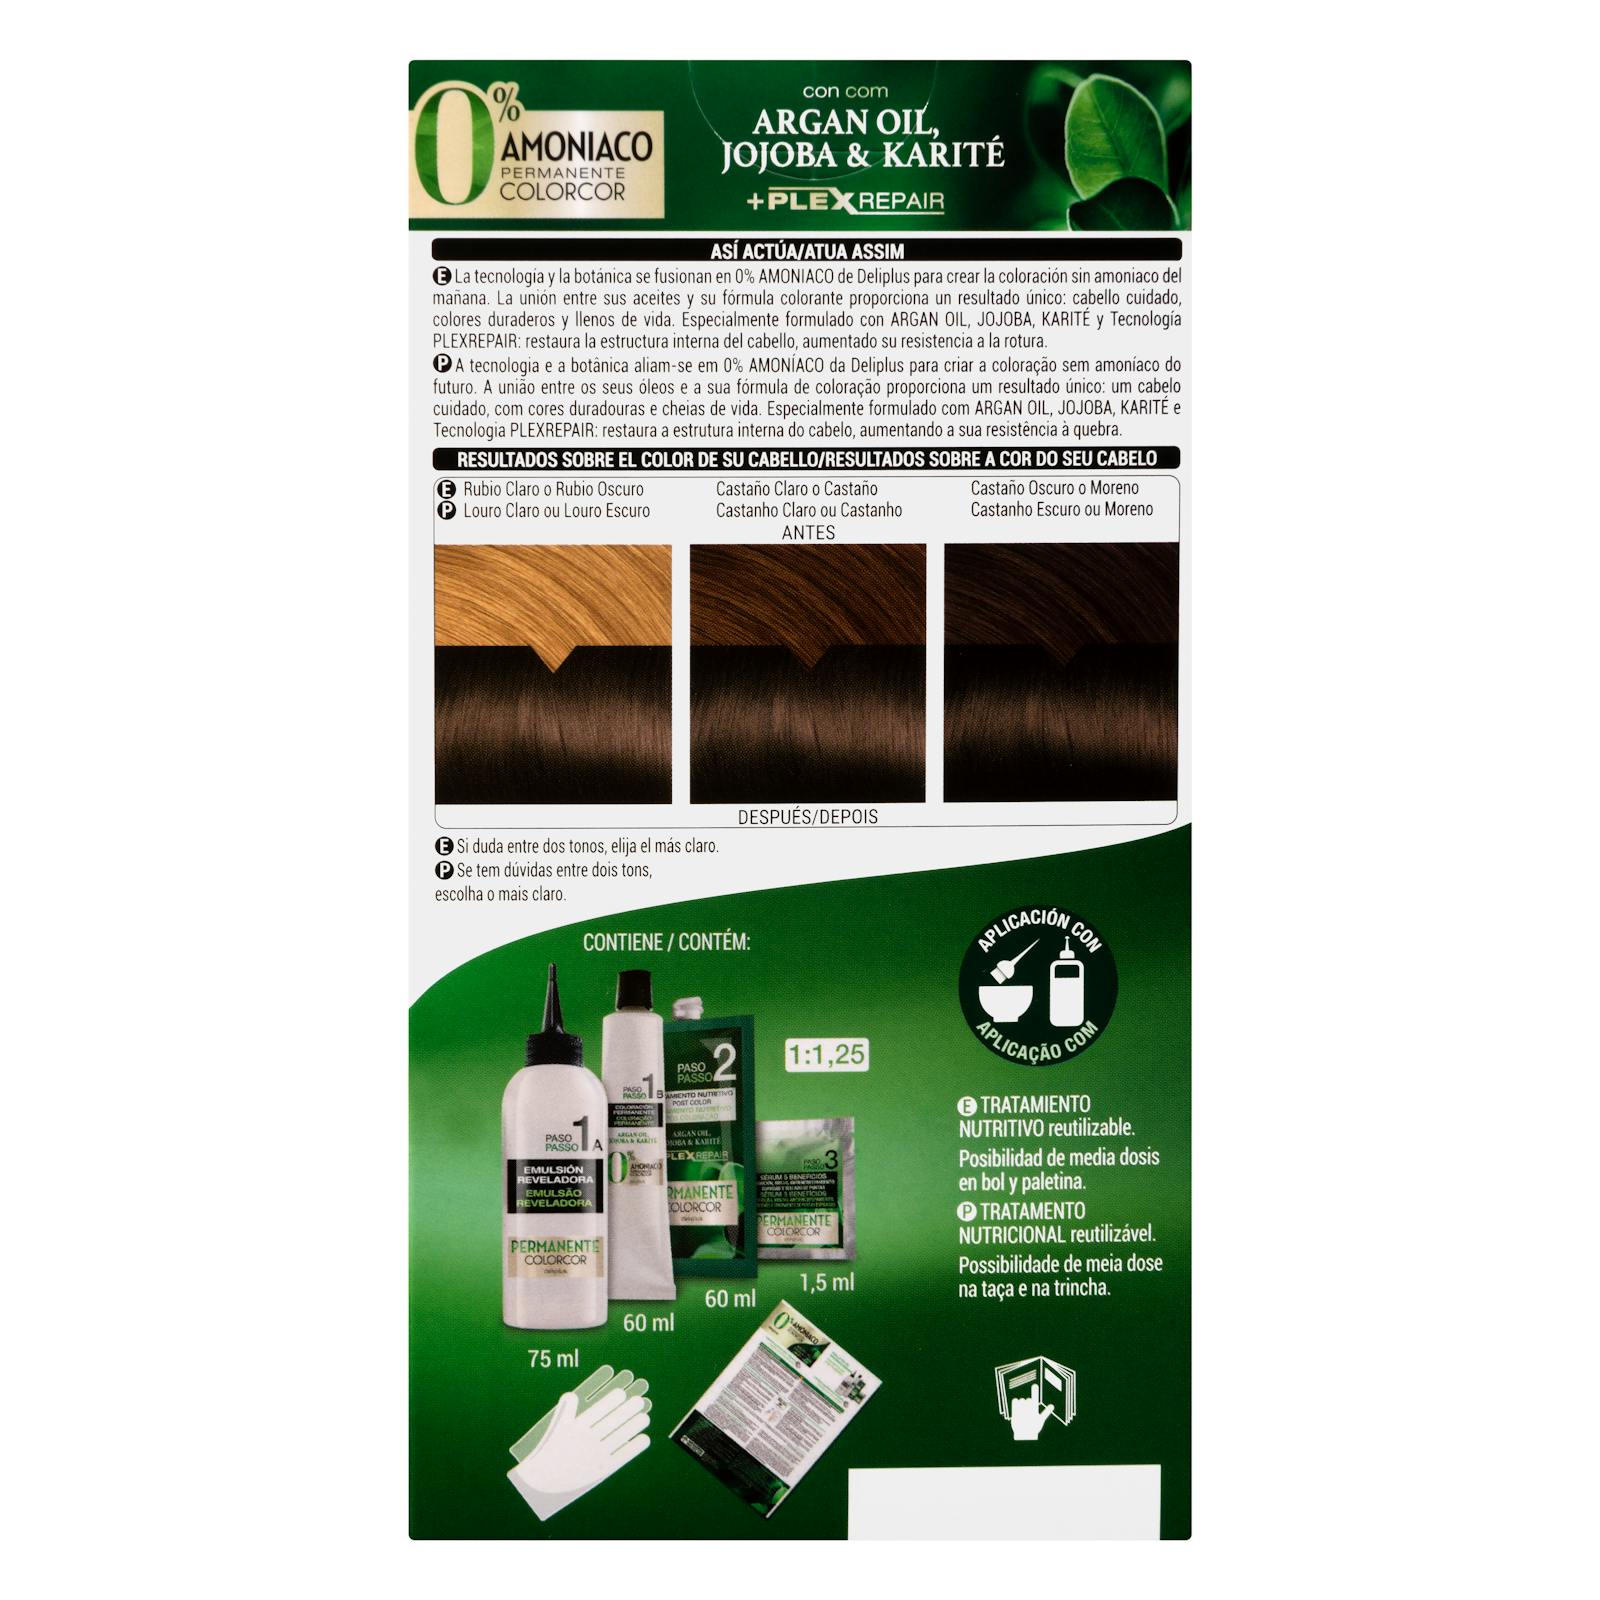 0%
AMONIACO
PERMANENTE
COLORCOR
con com
ARGAN OIL,
JOJOBA & KARITÉ
+PLEXREPAIR
ASÍ ACTÚA/ATUA ASSIM
E La tecnología y la botánica se fusionan en 0% AMONIACO de Deliplus para crear la coloración sin amoniaco del
mañana. La unión entre sus aceites y su fórmula colorante proporciona un resultado único: cabello cuidado,
colores duraderos y llenos de vida. Especialmente formulado con ARGAN OIL, JOJOBA, KARITÉ y Tecnología
PLEXREPAIR: restaura la estructura interna del cabello, aumentado su resistencia a la rotura.
P A tecnologia e a botânica aliam-se em 0% AMONÍACO da Deliplus para criar a coloração sem amoníaco do
futuro. A união entre os seus óleos e a sua fórmula de coloração proporciona um resultado único: um cabelo
cuidado, com cores duradouras e cheias de vida. Especialmente formulado com ARGAN OIL, JOJOBA, KARITÉ e
Tecnologia PLEXREPAIR: restaura a estrutura interna do cabelo, aumentando a sua resistência à quebra.
RESULTADOS SOBRE EL COLOR DE SU CABELLO/RESULTADOS SOBRE A COR DO SEU CABELO
E Rubio Claro o Rubio Oscuro
P Louro Claro ou Louro Escuro
Castaño Claro o Castaño
Castanho Claro ou Castanho
Castaño Oscuro o Moreno
Castanho Escuro ou Moreno
ANTES
DESPUÉS/DEPOIS
E Si duda entre dos tonos, elija el más claro.
P Se tem dúvidas entre dois tons,
escolha o mais claro.
CONTIENE / CONTÉM:
PASO
PASSO 1A
EMULSIÓN
REVELADORA
EMULSÃO
REVELADORA
PERMANENTE
COLORCOR
75 ml
PASO
PASSO 1B
COLORACIÓN
PERMANENTE
COLORAÇÃO
PERMANENTE
ARGAN OIL,
JOJOBA & KARITÉ
0%
AMONIACO
60 ml
PASO
PASSO 2
POST COLOR
ARGAN OIL,
& KARITÉ
PLEXREPAIR
60 ml
1:1,25
3
SÉRUM 5 BENEFICIOS
PERMANENTE
COLORCOR
1,5 ml
0% AMONIACO
APLICACIÓN CON
APLICAÇÃO COM
E TRATAMIENTO
NUTRITIVO reutilizable.
Posibilidad de media dosis
en bol y paletina.
P TRATAMENTO
NUTRICIONAL reutilizável.
Possibilidade de meia dose
na taça e na trincha.